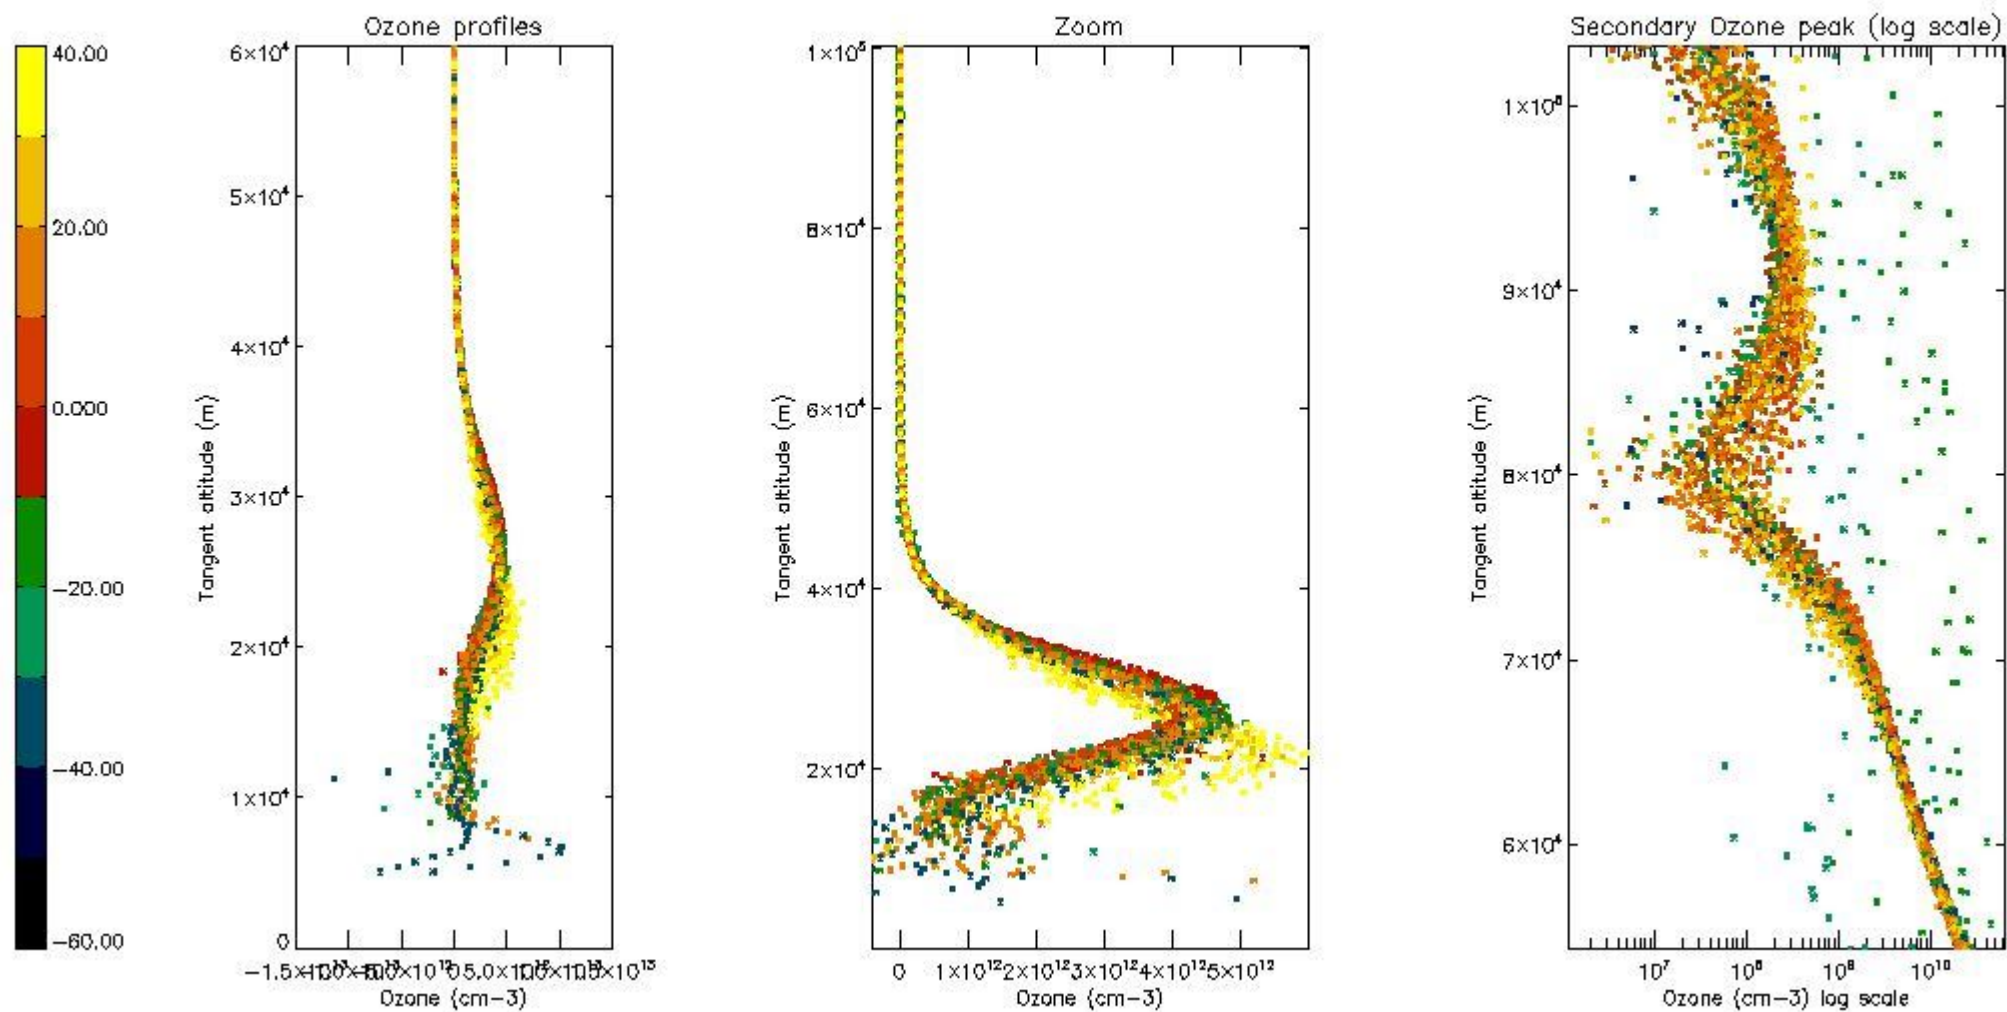 Ozone profiles
Zoom
Secondary Ozone peak (log scale)
40.00
20.00
0.000
-20.00
-40.00
-60.00
6×10⁴
5×10⁴
4×10⁴
3×10⁴
2×10⁴
1×10⁴
0
Tangent altitude (m)
Ozone (cm-3)
1×10⁵
8×10⁴
6×10⁴
4×10⁴
2×10⁴
Tangent altitude (m)
0 1×10¹² 2×10¹² 3×10¹² 4×10¹² 5×10¹²
Ozone (cm-3)
9×10⁴
8×10⁴
7×10⁴
6×10⁴
Tangent altitude (m)
10⁷ 10⁸ 10⁹ 10¹⁰
Ozone (cm-3) log scale